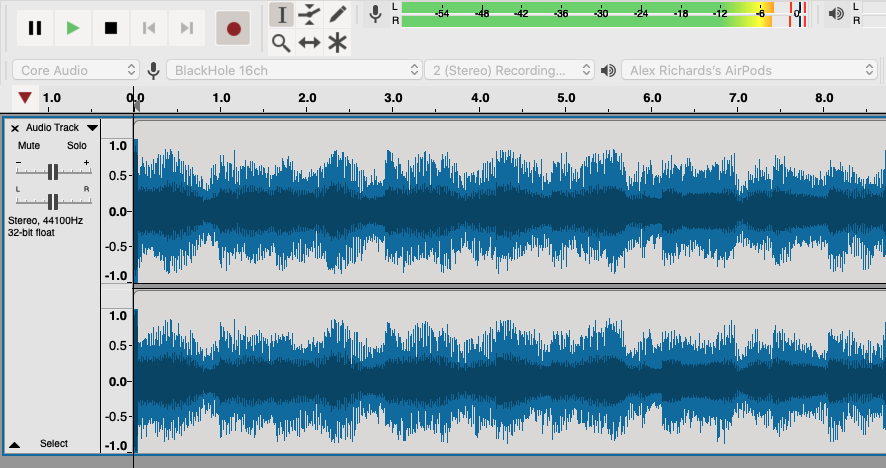 L
R
-54 -48 -42 -36 -30 -24 -18 -12 -6 0
L
R
Core Audio
BlackHole 16ch
2 (Stereo) Recording...
Alex Richards's AirPods
1.0 0.0 1.0 2.0 3.0 4.0 5.0 6.0 7.0 8.0
× Audio Track
Mute Solo
- +
L R
Stereo, 44100Hz
32-bit float
Select
1.0
0.5
0.0
-0.5
-1.0
1.0
0.5
0.0
-0.5
-1.0